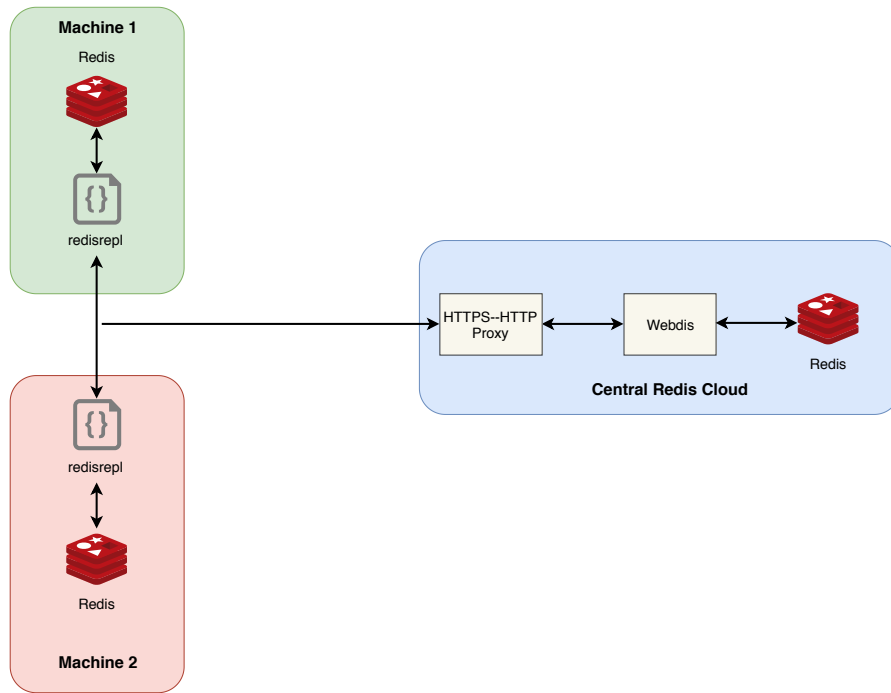 Machine 1
Redis
{}
redisrepl
HTTPS--HTTP
Proxy
Webdis
Redis
Central Redis Cloud
{}
redisrepl
Redis
Machine 2